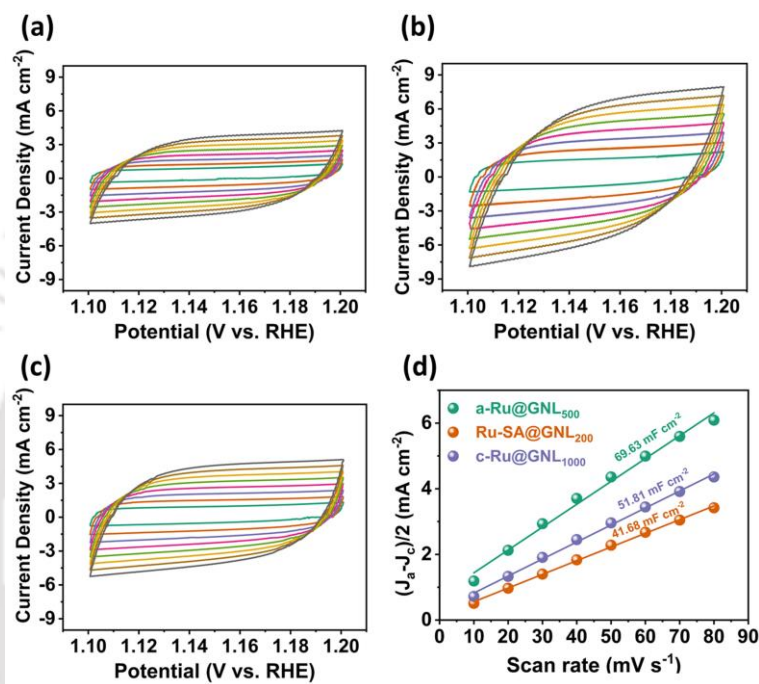 (a)
Current Density (mA cm⁻²)
9
6
3
0
-3
-6
-9
1.10 1.12 1.14 1.16 1.18 1.20
Potential (V vs. RHE)
(b)
Current Density (mA cm⁻²)
9
6
3
0
-3
-6
-9
1.10 1.12 1.14 1.16 1.18 1.20
Potential (V vs. RHE)
(c)
Current Density (mA cm⁻²)
9
6
3
0
-3
-6
-9
1.10 1.12 1.14 1.16 1.18 1.20
Potential (V vs. RHE)
(d)
(Jₐ-J꜀)/2 (mA cm⁻²)
6
4
2
0
a-Ru@GNL₅₀₀
Ru-SA@GNL₂₀₀
c-Ru@GNL₁₀₀₀
69.63 mF cm⁻²
51.81 mF cm⁻²
41.68 mF cm⁻²
0 10 20 30 40 50 60 70 80 90
Scan rate (mV s⁻¹)